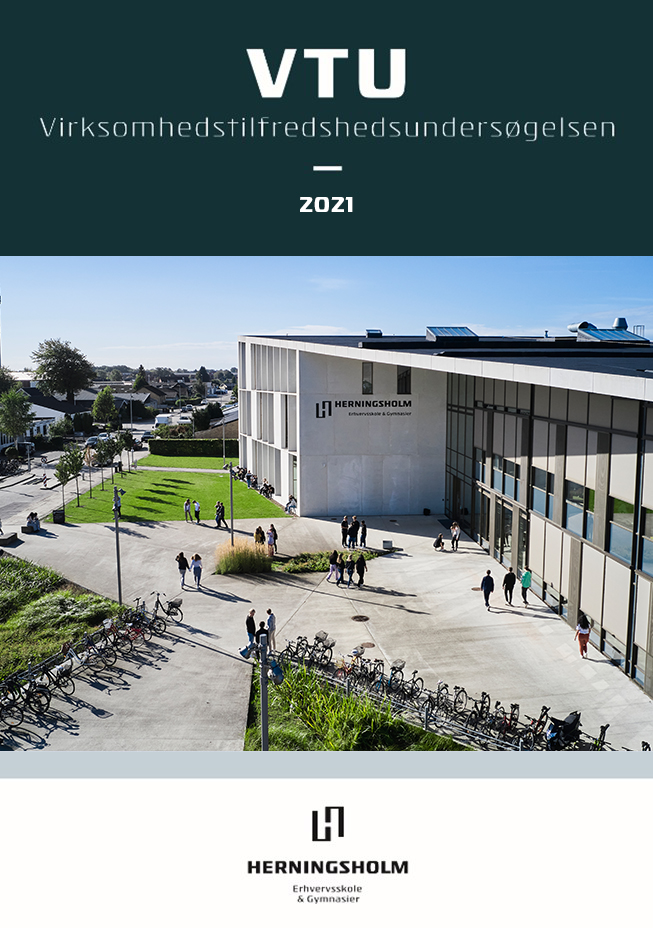 VTU
Virksomhedstilfredshedsundersøgelsen
2021
HERNINGSHOLM
Erhvervsskole & Gymnasier
HERNINGSHOLM
Erhvervsskole
& Gymnasier